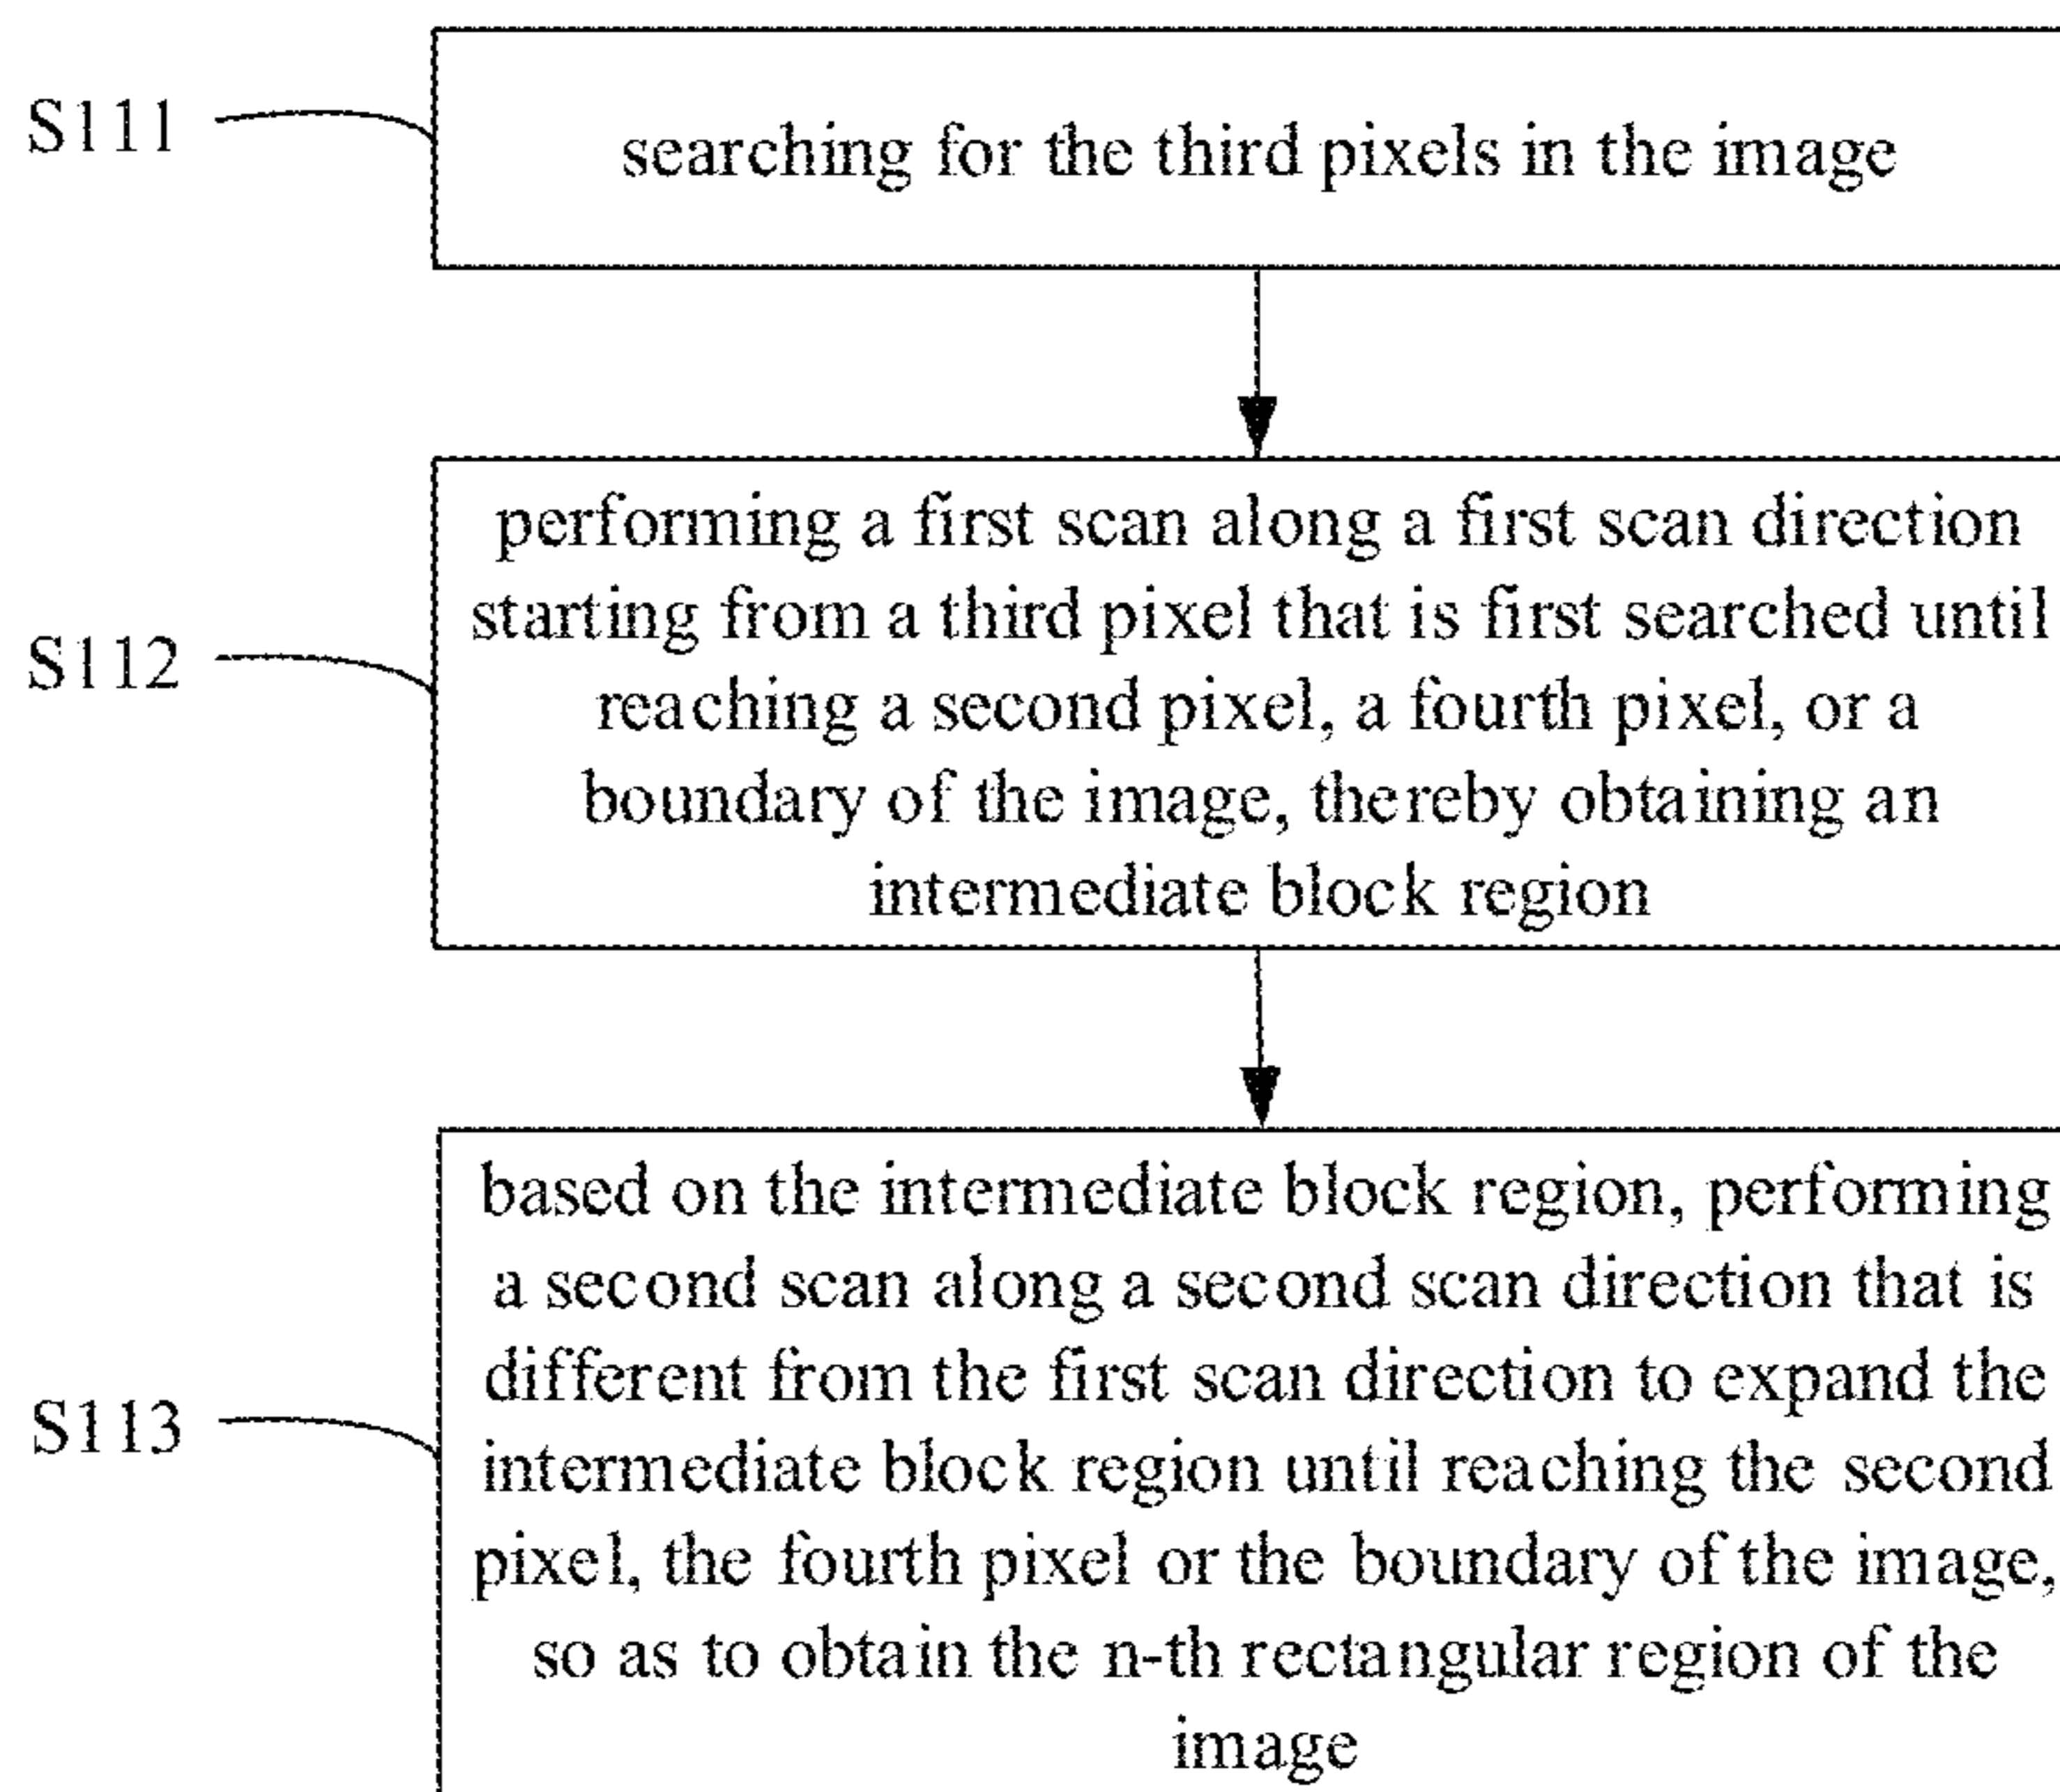 S111
searching for the third pixels in the image
S112
performing a first scan along a first scan direction
starting from a third pixel that is first searched until
reaching a second pixel, a fourth pixel, or a
boundary of the image, thereby obtaining an
intermediate block region
S113
based on the intermediate block region, performing
a second scan along a second scan direction that is
different from the first scan direction to expand the
intermediate block region until reaching the second
pixel, the fourth pixel or the boundary of the image,
so as to obtain the n-th rectangular region of the
image